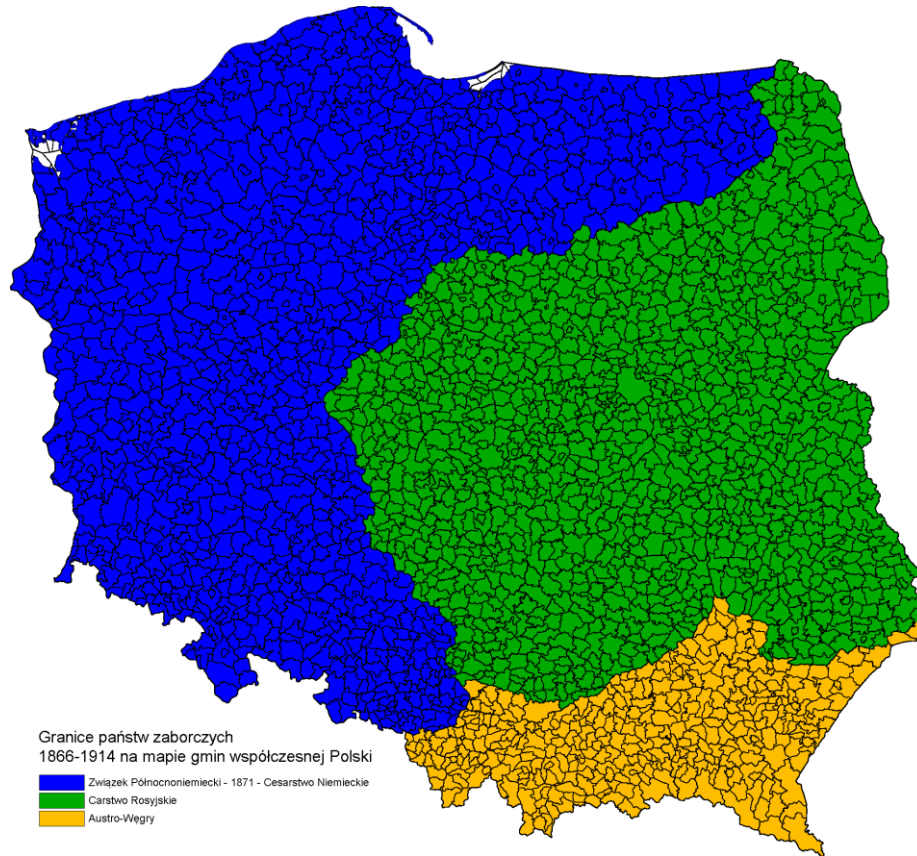 Granice państw zaborczych
1866-1914 na mapie gmin współczesnej Polski
Związek Północnoniemiecki - 1871 - Cesarstwo Niemieckie
Carstwo Rosyjskie
Austro-Węgry